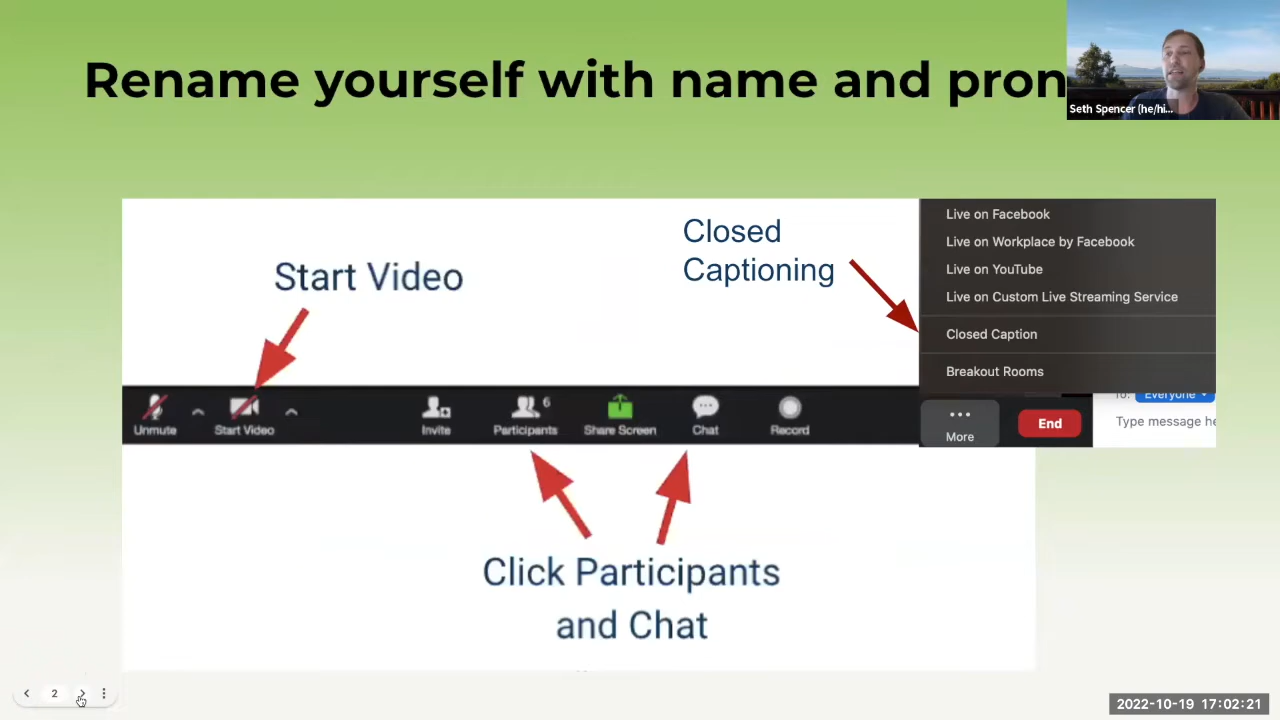 Rename yourself with name and pron
Seth Spencer (he/hi...
Closed
Captioning
Start Video
Live on Facebook
Live on Workplace by Facebook
Live on YouTube
Live on Custom Live Streaming Service
Closed Caption
Breakout Rooms
To: Everyone
Type message he
Unmute
Start Video
Invite
Participants
6
Share Screen
Chat
Record
More
End
Click Participants
and Chat
2
2022-10-19 17:02:21